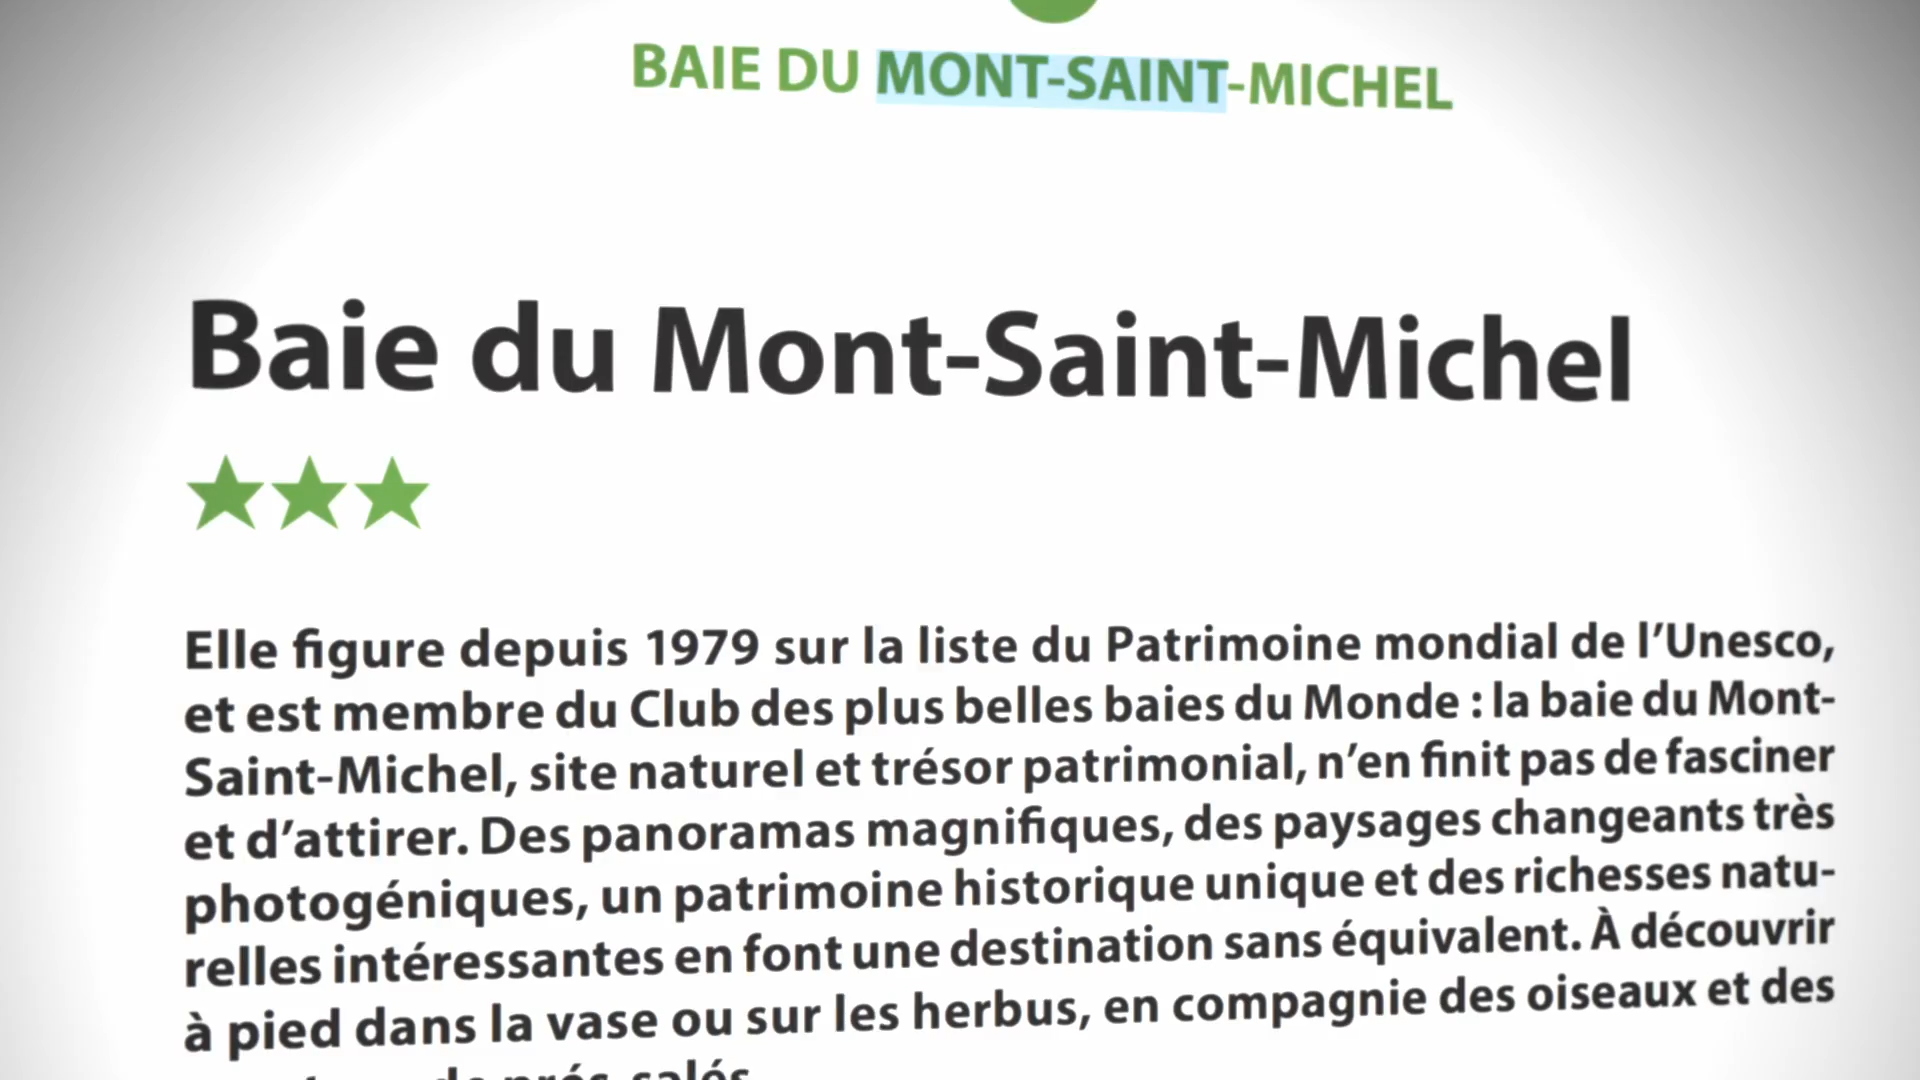 BAIE DU MONT-SAINT-MICHEL
Baie du Mont-Saint-Michel
Elle figure depuis 1979 sur la liste du Patrimoine mondial de l’Unesco,
et est membre du Club des plus belles baies du Monde : la baie du Mont-
Saint-Michel, site naturel et trésor patrimonial, n’en finit pas de fasciner
et d’attirer. Des panoramas magnifiques, des paysages changeants très
photogéniques, un patrimoine historique unique et des richesses natu-
relles intéressantes en font une destination sans équivalent. À découvrir
à pied dans la vase ou sur les herbus, en compagnie des oiseaux et des
de prés-salés.